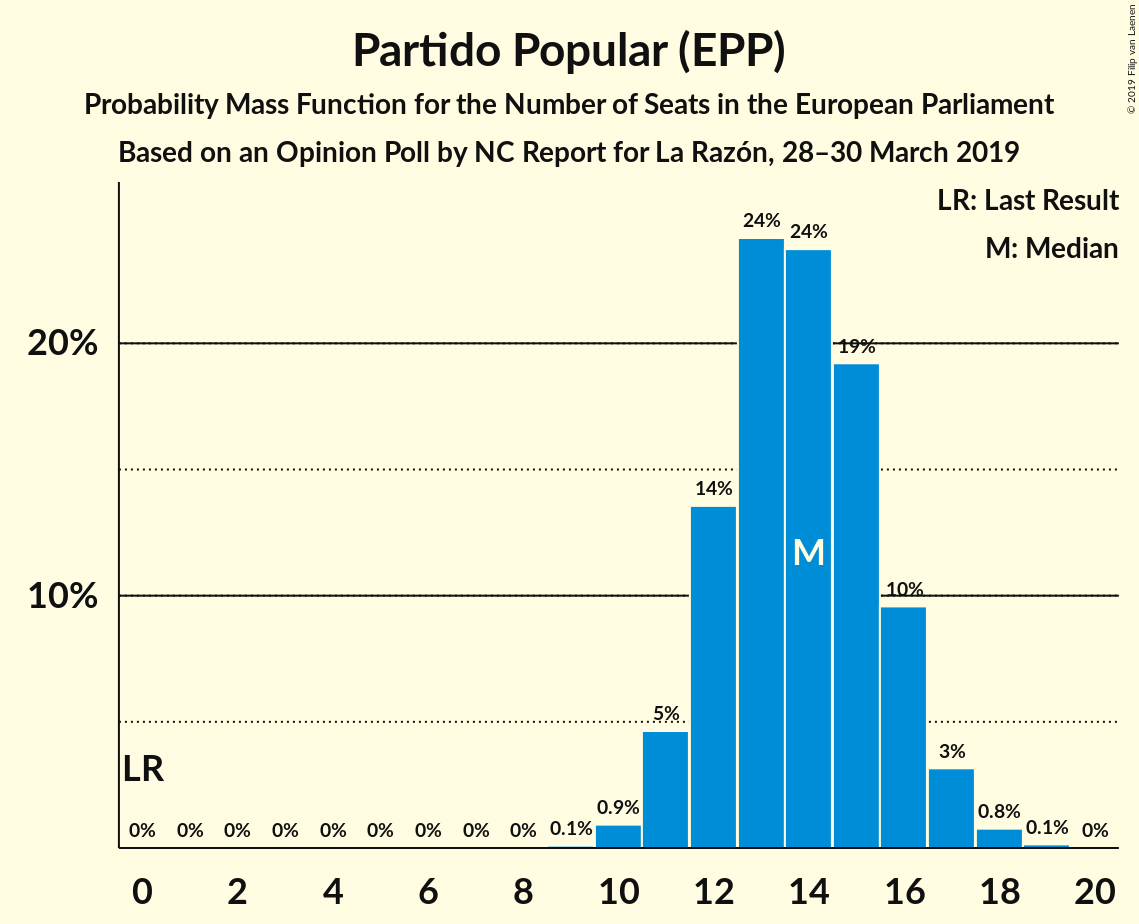 Partido Popular (EPP)
Probability Mass Function for the Number of Seats in the European Parliament
Based on an Opinion Poll by NC Report for La Razón, 28–30 March 2019
© 2019 Filip van Laenen
LR: Last Result
M: Median
24%
24%
20%
19%
14%
M
10%
10%
5%
LR
3%
0% 0% 0% 0% 0% 0% 0% 0% 0% 0.1% 0.9% 0.8% 0.1% 0%
0 2 4 6 8 10 12 14 16 18 20